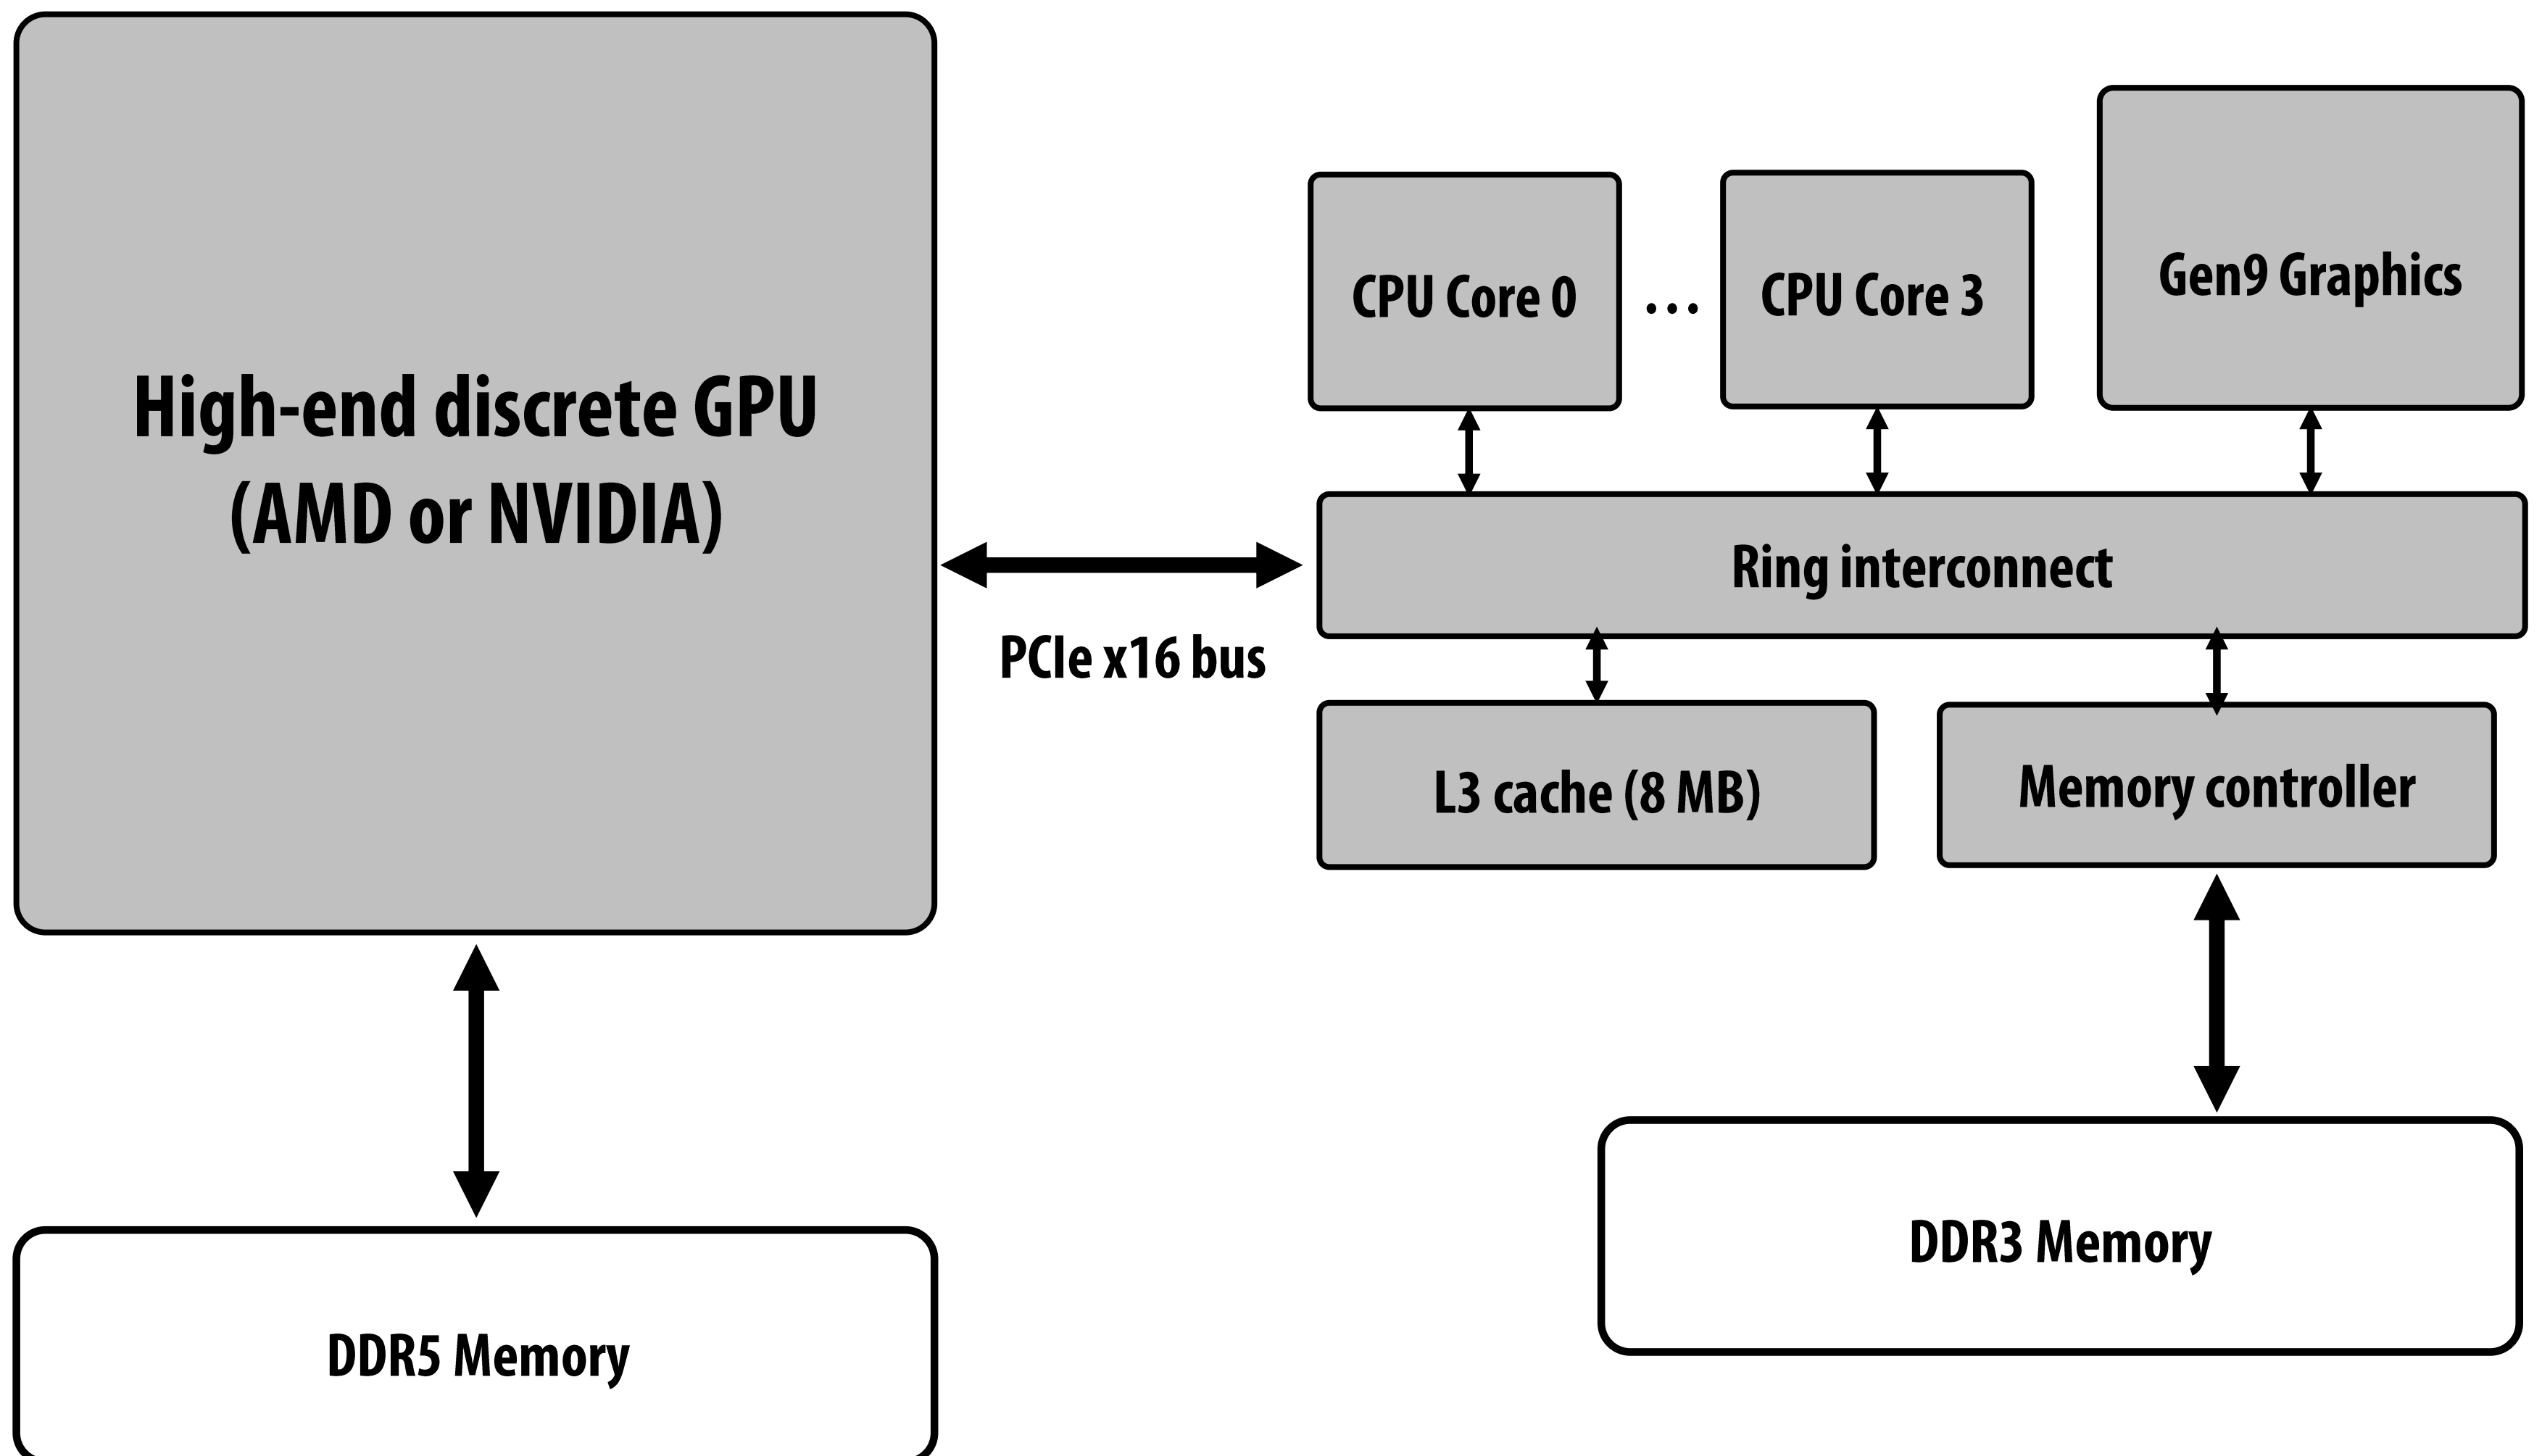 High-end discrete GPU
(AMD or NVIDIA)
PCIe x16 bus
CPU Core 0
...
CPU Core 3
Gen9 Graphics
Ring interconnect
L3 cache (8 MB)
Memory controller
DDR3 Memory
DDR5 Memory